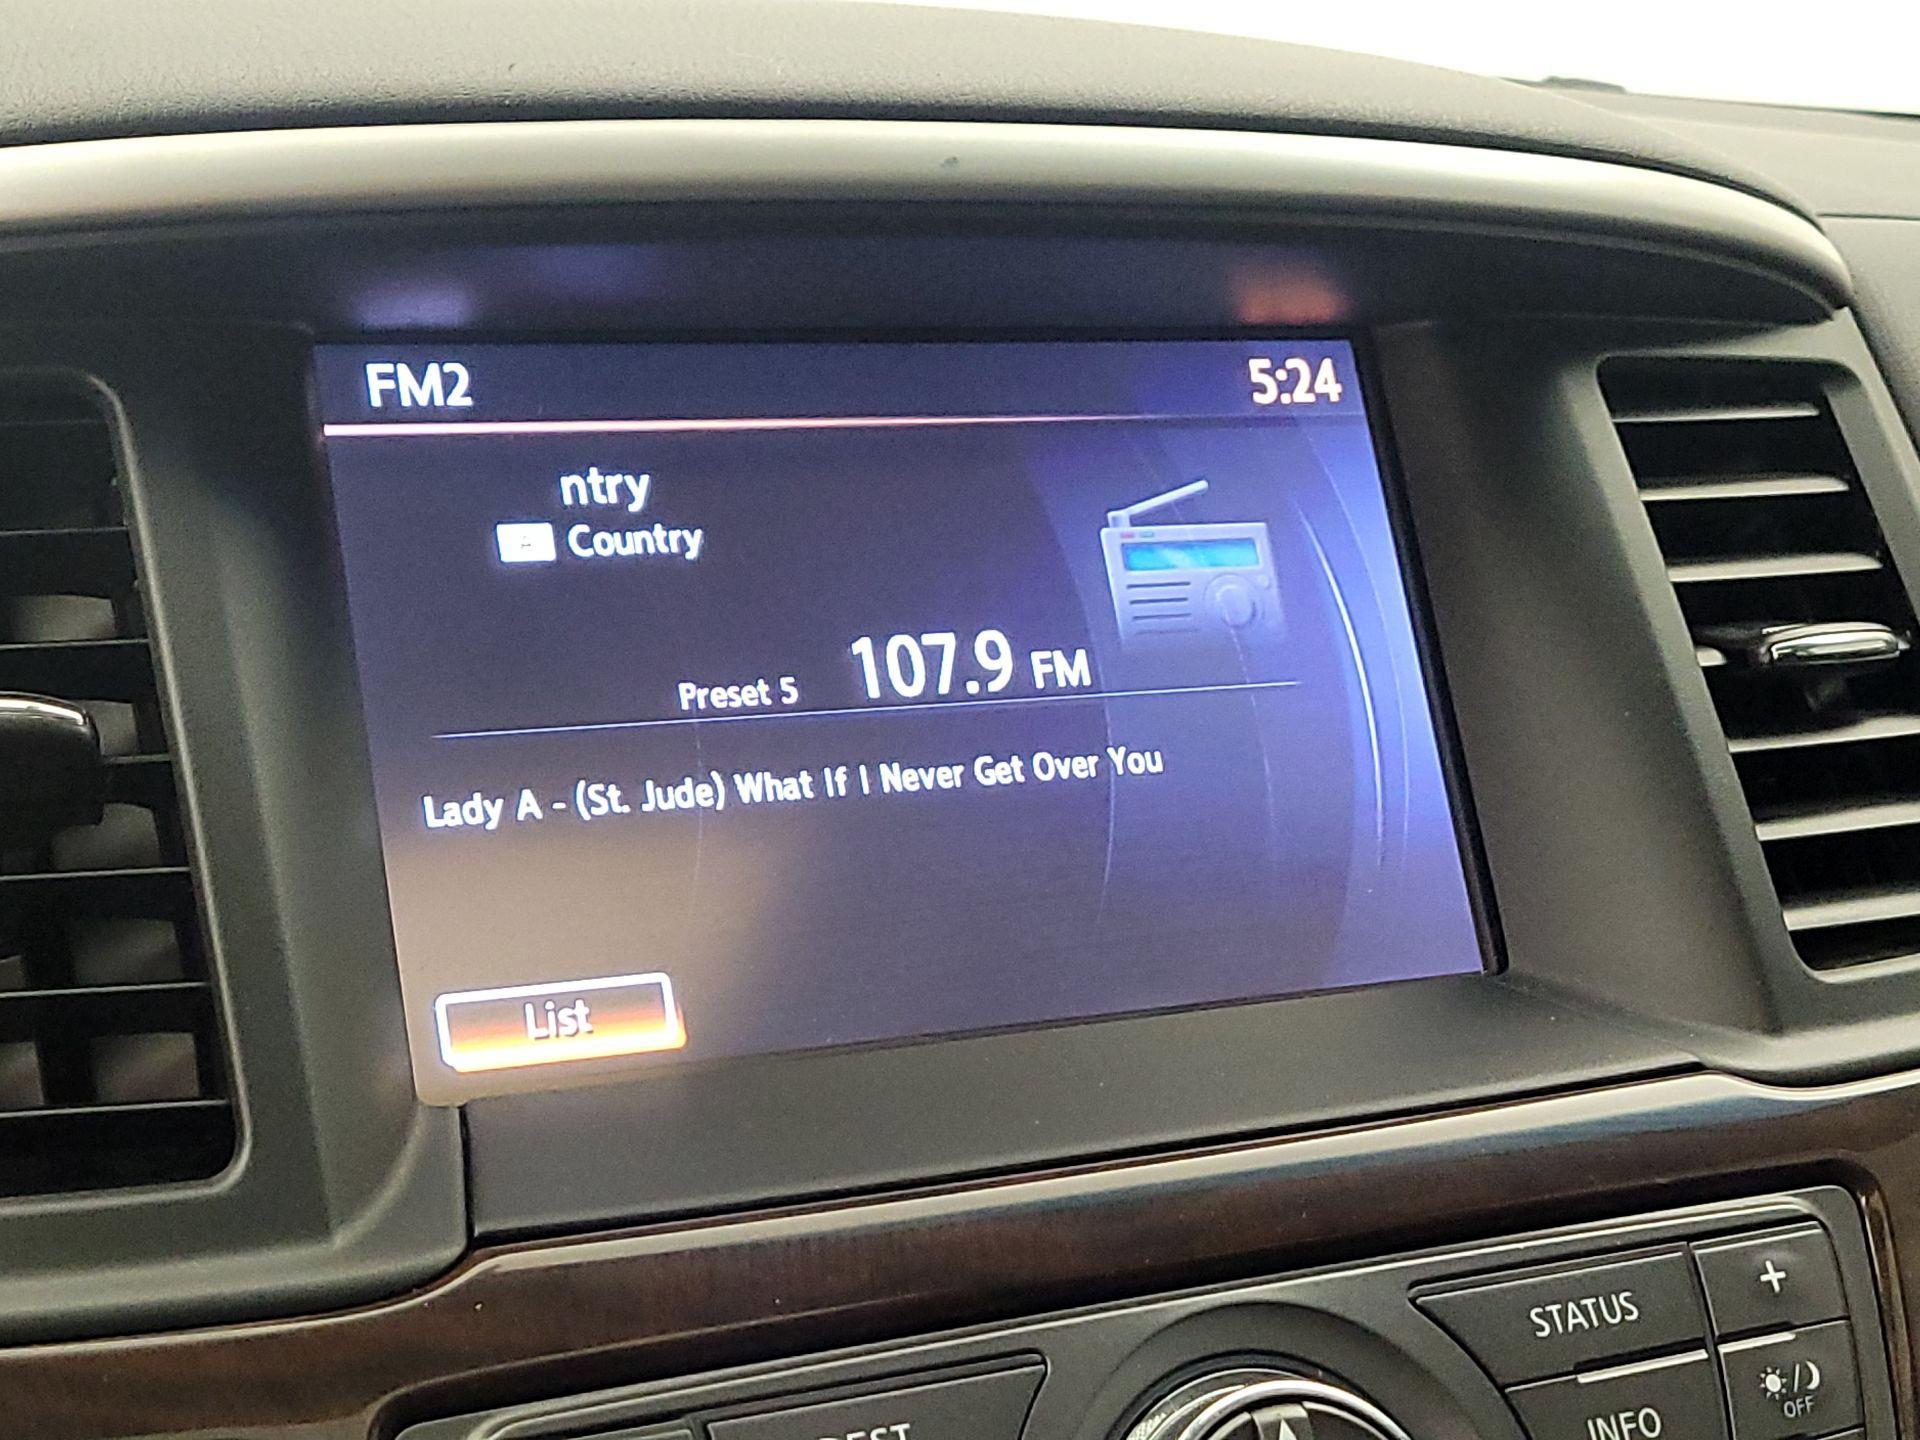 FM2 5:24
ntry
Country
Preset 5 107.9 FM
Lady A - (St. Jude) What If I Never Get Over You
List
STATUS +
INFO OFF